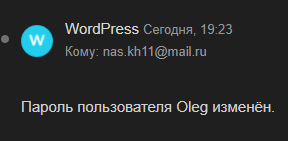 W
WordPress Сегодня, 19:23
Кому: nas.kh11@mail.ru
Пароль пользователя Oleg изменён.